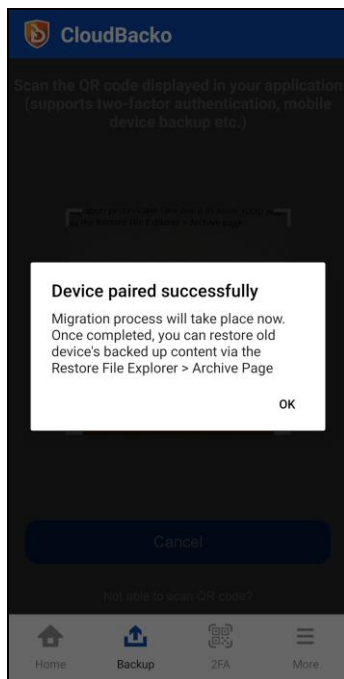 CloudBacko
Scan the QR code displayed in your application
(supports two-factor authentication, mobile
device backup etc.)
Device paired successfully
Migration process will take place now.
Once completed, you can restore old
device's backed up content via the
Restore File Explorer > Archive Page
OK
Cancel
Not able to scan QR code?
Home Backup 2FA More